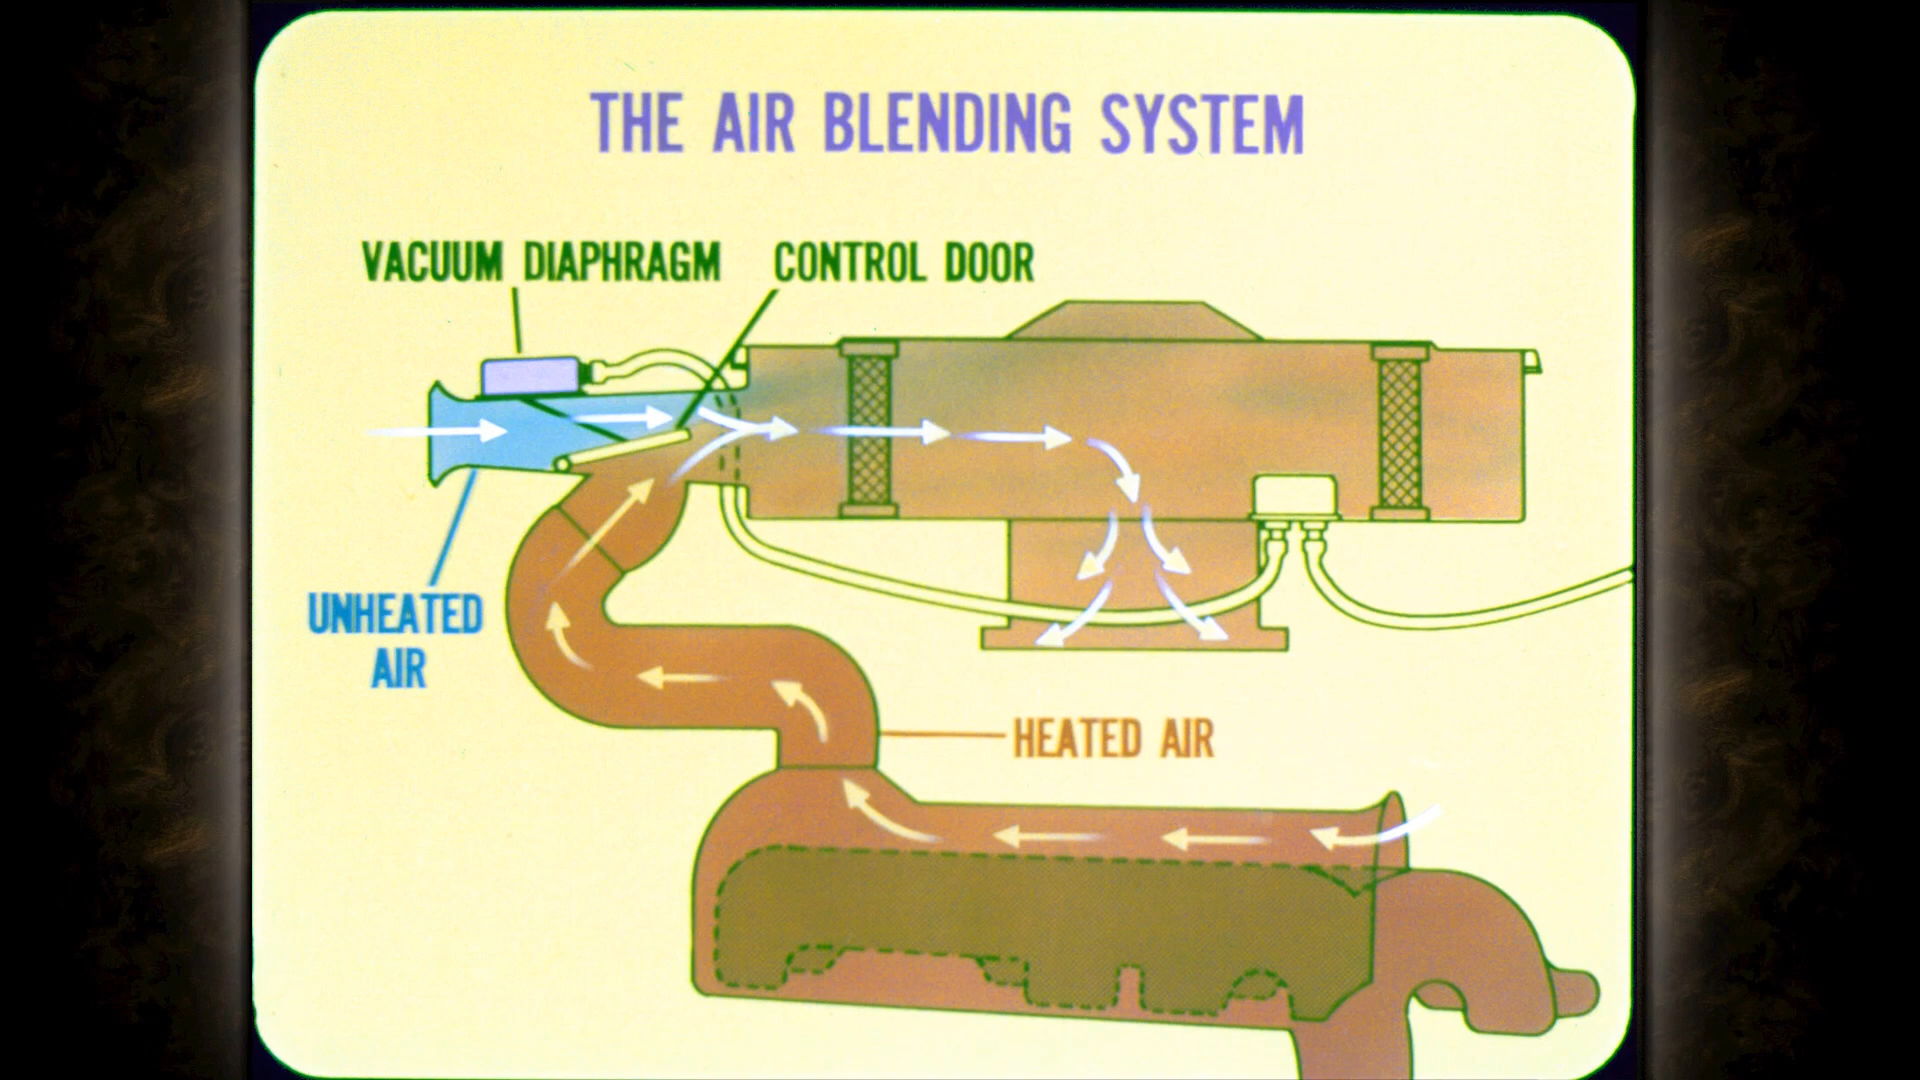 THE AIR BLENDING SYSTEM
VACUUM DIAPHRAGM
CONTROL DOOR
UNHEATED
AIR
HEATED AIR